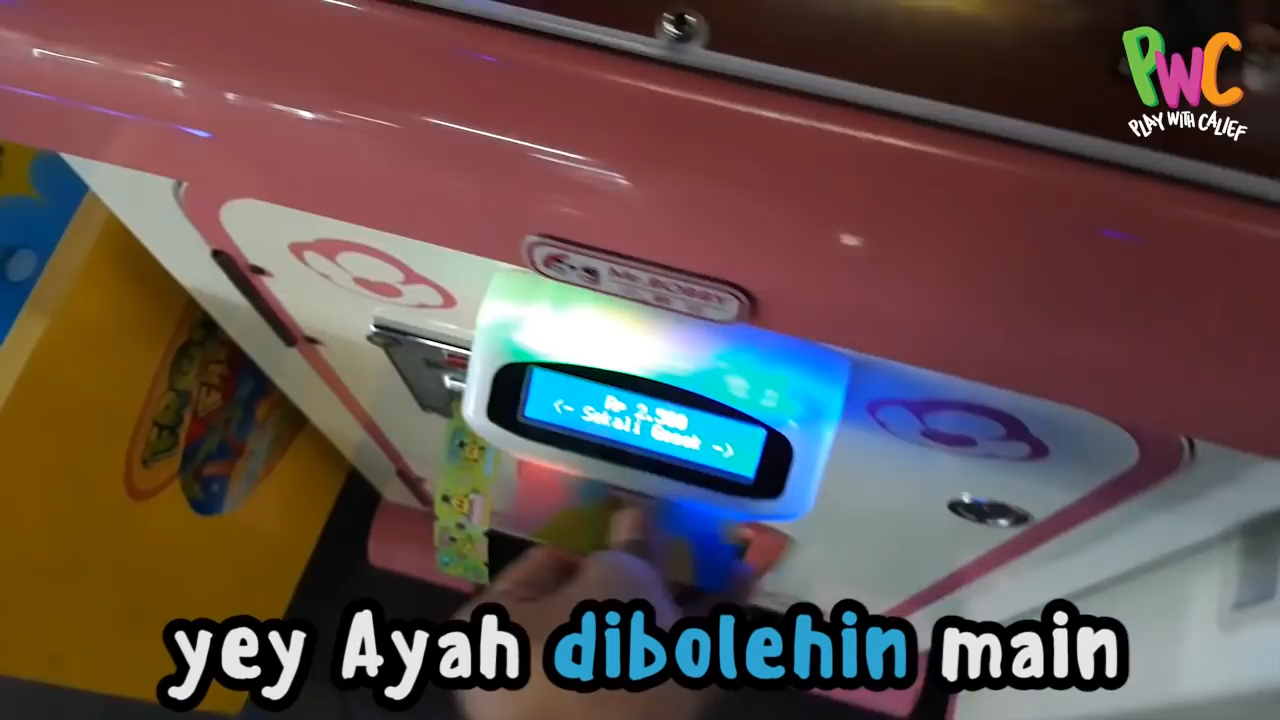 PWC
PLAY WITH CALIEF
Rp 2.500
<- Sekali Gesek ->
yey Ayah dibolehin main